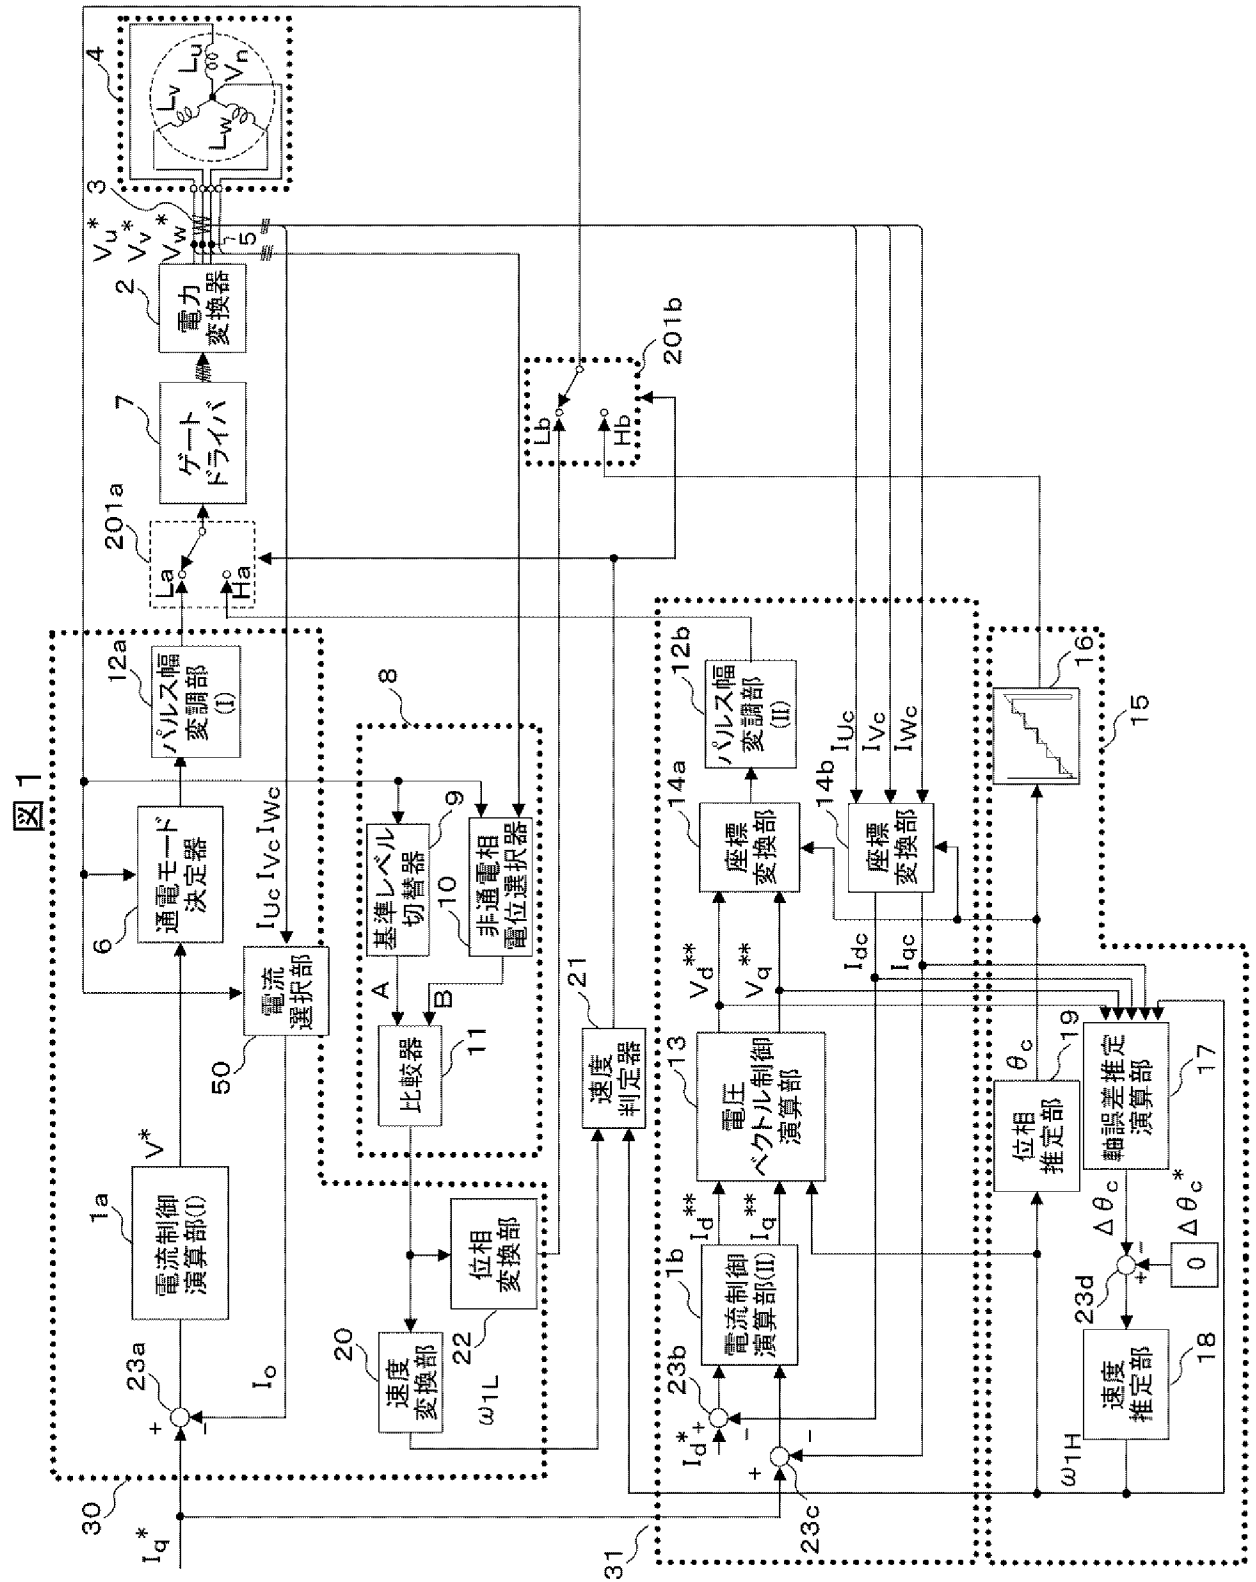 図1
I_q*
30
23a
+
−
電流制御
演算部(I)
1a
V*
通電モード
決定器
6
パルス幅
変調部
(I)
12a
201a
La
Ha
ゲート
ドライバ
7
電力
変換器
2
Vu*
Vv*
Vw*
3
5
4
Lv
Lu
Lw
Vn
Io
50
電流
選択部
IUc IVc IWc
8
基準レベル
切替器
9
非通電相
電位選択器
10
A
B
比較器
11
20
速度
変換部
ω1L
位相
変換部
22
速度
判定器
21
201b
Lb
Hb
31
Id*
+
−
23b
+
−
23c
電流制御
演算部(II)
1b
Id**
Iq**
電圧
ベクトル制御
演算部
13
Vd**
Vq**
座標
変換部
14a
パルス幅
変調部
(II)
12b
座標
変換部
14b
IUc
IVc
IWc
Idc
Iqc
15
16
θc
位相
推定部
19
軸誤差推定
演算部
17
Δθc
Δθc*
0
−
+
23d
速度
推定部
18
ω1H